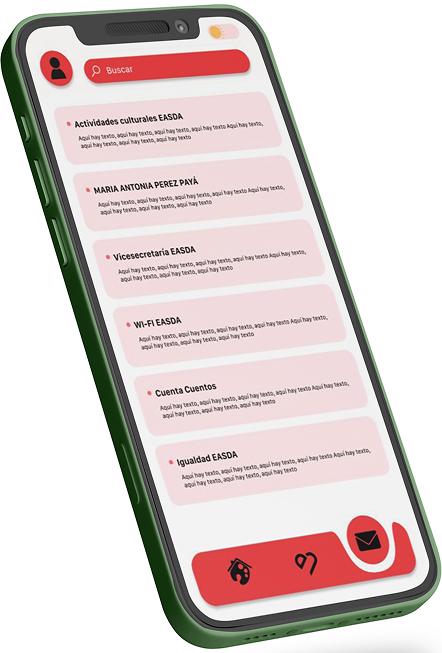 Buscar
Actividades culturales EASDA
Aquí hay texto, aquí hay texto, aquí hay texto, aquí hay texto Aquí hay texto,
aquí hay texto, aquí hay texto, aquí hay texto
MARIA ANTONIA PEREZ PAYÁ
Aquí hay texto, aquí hay texto, aquí hay texto, aquí hay texto Aquí hay texto,
aquí hay texto, aquí hay texto, aquí hay texto
Vicesecretaría EASDA
Aquí hay texto, aquí hay texto, aquí hay texto, aquí hay texto Aquí hay texto,
aquí hay texto, aquí hay texto, aquí hay texto
WI-FI EASDA
Aquí hay texto, aquí hay texto, aquí hay texto, aquí hay texto Aquí hay texto,
aquí hay texto, aquí hay texto, aquí hay texto
Cuenta Cuentos
Aquí hay texto, aquí hay texto, aquí hay texto, aquí hay texto Aquí hay texto,
aquí hay texto, aquí hay texto, aquí hay texto
Igualdad EASDA
Aquí hay texto, aquí hay texto, aquí hay texto, aquí hay texto Aquí hay texto,
aquí hay texto, aquí hay texto, aquí hay texto